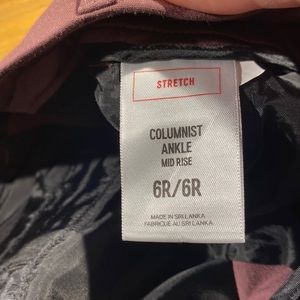 STRETCH
COLUMNIST
ANKLE
MID RISE
6R/6R
MADE IN SRI LANKA
FABRIQUÉ AU SRI LANKA